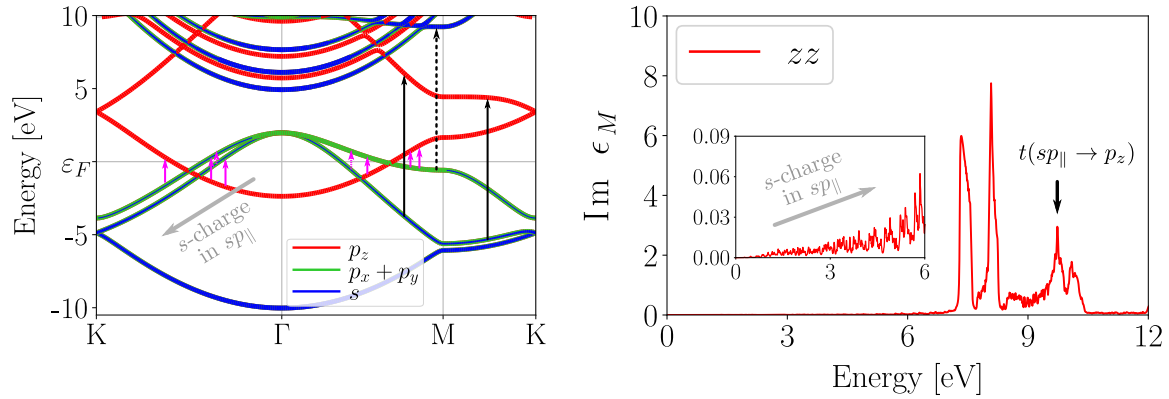 10
5
ε_F
-5
-10
Energy [eV]
K
Γ
M
K
s-charge
in sp_∥
p_z
p_x + p_y
s
Im ϵ_M
10
8
6
4
2
0
0
3
6
9
12
Energy [eV]
zz
t(sp_∥ → p_z)
0.09
0.06
0.03
0.00
0
3
6
s-charge
in sp_∥